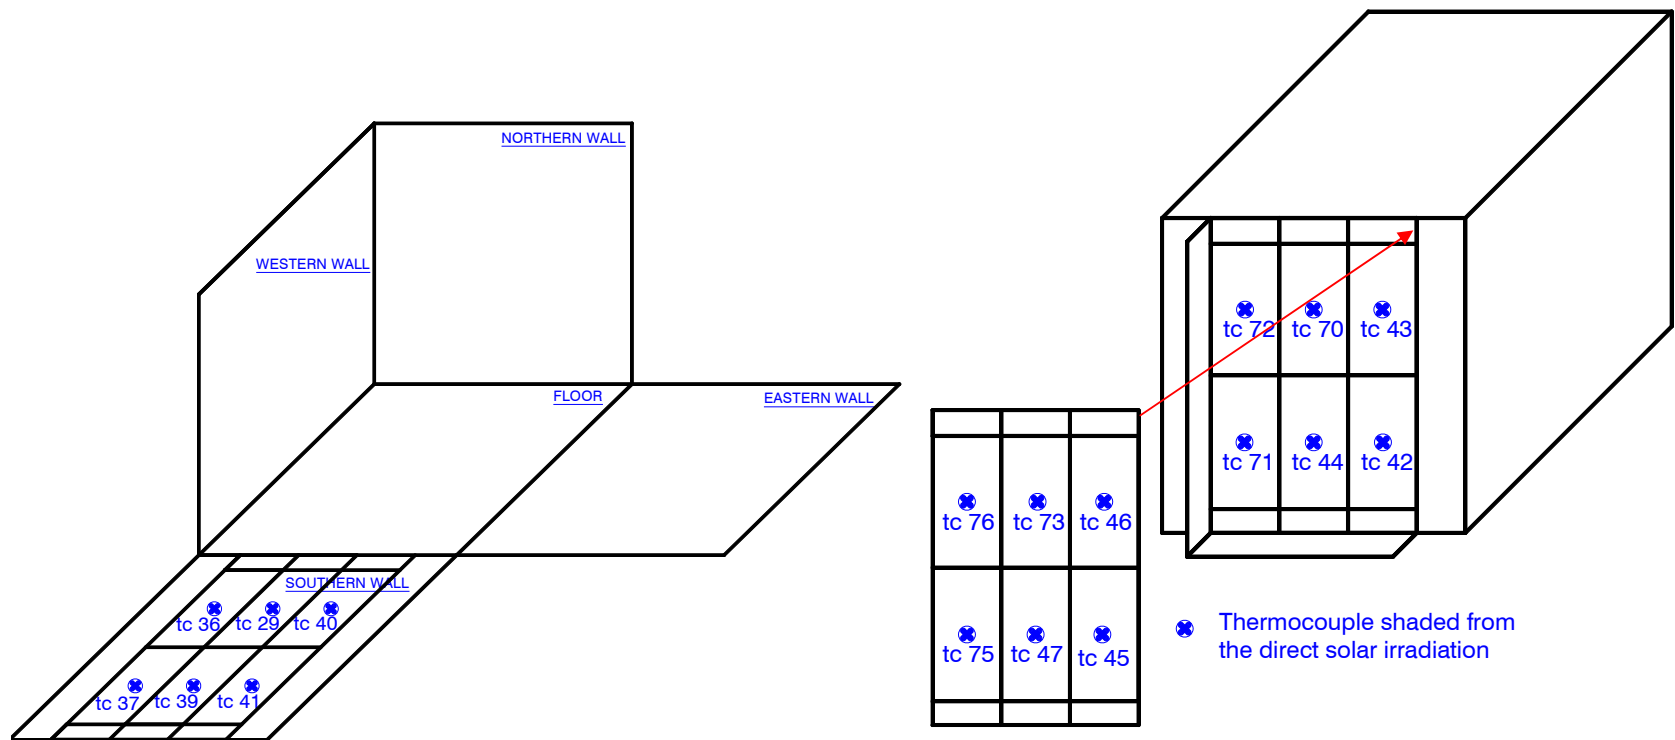 NORTHERN WALL
WESTERN WALL
FLOOR
EASTERN WALL
SOUTHERN WALL
tc 36
tc 29
tc 40
tc 37
tc 39
tc 41
tc 76
tc 73
tc 46
tc 75
tc 47
tc 45
tc 72
tc 70
tc 43
tc 71
tc 44
tc 42
Thermocouple shaded from
the direct solar irradiation